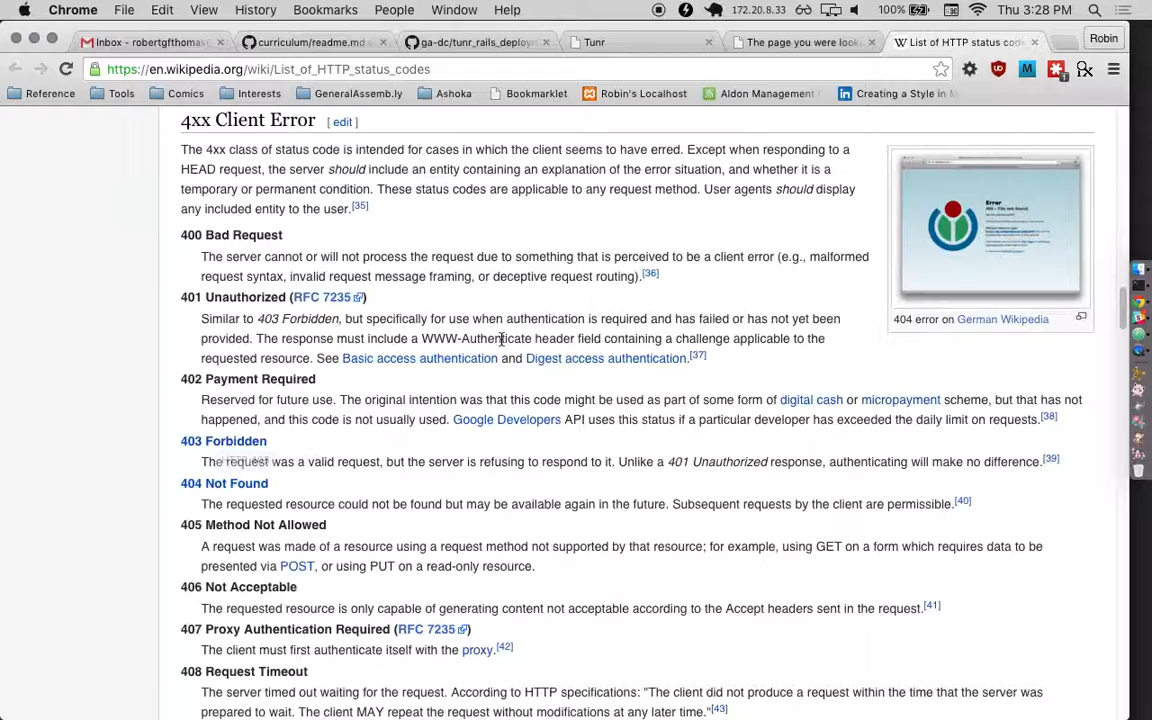 Chrome File Edit View History Bookmarks People Window Help 172.20.8.33 100% Thu 3:28 PM
Inbox - robertgfthomas curriculum/readme.md ga-dc/tunr_rails_deploym Tunr The page you were look List of HTTP status cod Robin
https://en.wikipedia.org/wiki/List_of_HTTP_status_codes
Reference Tools Comics Interests GeneralAssemb.ly Ashoka Bookmarklet Robin's Localhost Aldon Management Creating a Style in
4xx Client Error [ edit ]
The 4xx class of status code is intended for cases in which the client seems to have erred. Except when responding to a
HEAD request, the server should include an entity containing an explanation of the error situation, and whether it is a
temporary or permanent condition. These status codes are applicable to any request method. User agents should display
any included entity to the user.[35]
Error
404 error on German Wikipedia
400 Bad Request
The server cannot or will not process the request due to something that is perceived to be a client error (e.g., malformed
request syntax, invalid request message framing, or deceptive request routing).[36]
401 Unauthorized (RFC 7235)
Similar to 403 Forbidden, but specifically for use when authentication is required and has failed or has not yet been
provided. The response must include a WWW-Authenticate header field containing a challenge applicable to the
requested resource. See Basic access authentication and Digest access authentication.[37]
402 Payment Required
Reserved for future use. The original intention was that this code might be used as part of some form of digital cash or micropayment scheme, but that has not
happened, and this code is not usually used. Google Developers API uses this status if a particular developer has exceeded the daily limit on requests.[38]
403 Forbidden
The request was a valid request, but the server is refusing to respond to it. Unlike a 401 Unauthorized response, authenticating will make no difference.[39]
404 Not Found
The requested resource could not be found but may be available again in the future. Subsequent requests by the client are permissible.[40]
405 Method Not Allowed
A request was made of a resource using a request method not supported by that resource; for example, using GET on a form which requires data to be
presented via POST, or using PUT on a read-only resource.
406 Not Acceptable
The requested resource is only capable of generating content not acceptable according to the Accept headers sent in the request.[41]
407 Proxy Authentication Required (RFC 7235)
The client must first authenticate itself with the proxy.[42]
408 Request Timeout
The server timed out waiting for the request. According to HTTP specifications: "The client did not produce a request within the time that the server was
prepared to wait. The client MAY repeat the request without modifications at any later time."[43]